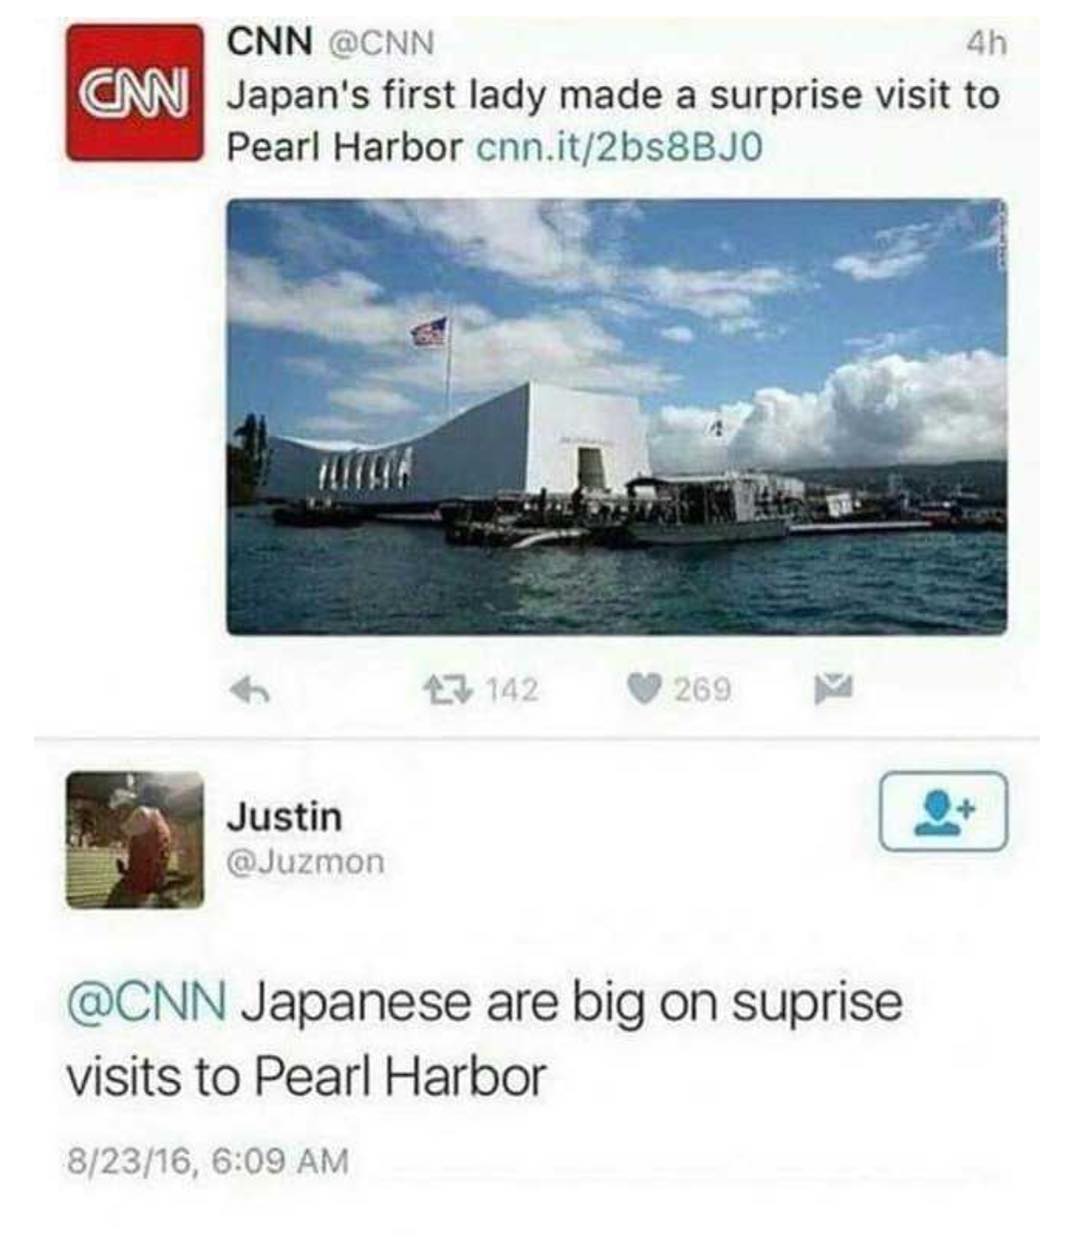 CNN
CNN @CNN 4h
Japan's first lady made a surprise visit to
Pearl Harbor cnn.it/2bs8BJ0
142 269
Justin
@Juzmon
@CNN Japanese are big on suprise
visits to Pearl Harbor
8/23/16, 6:09 AM